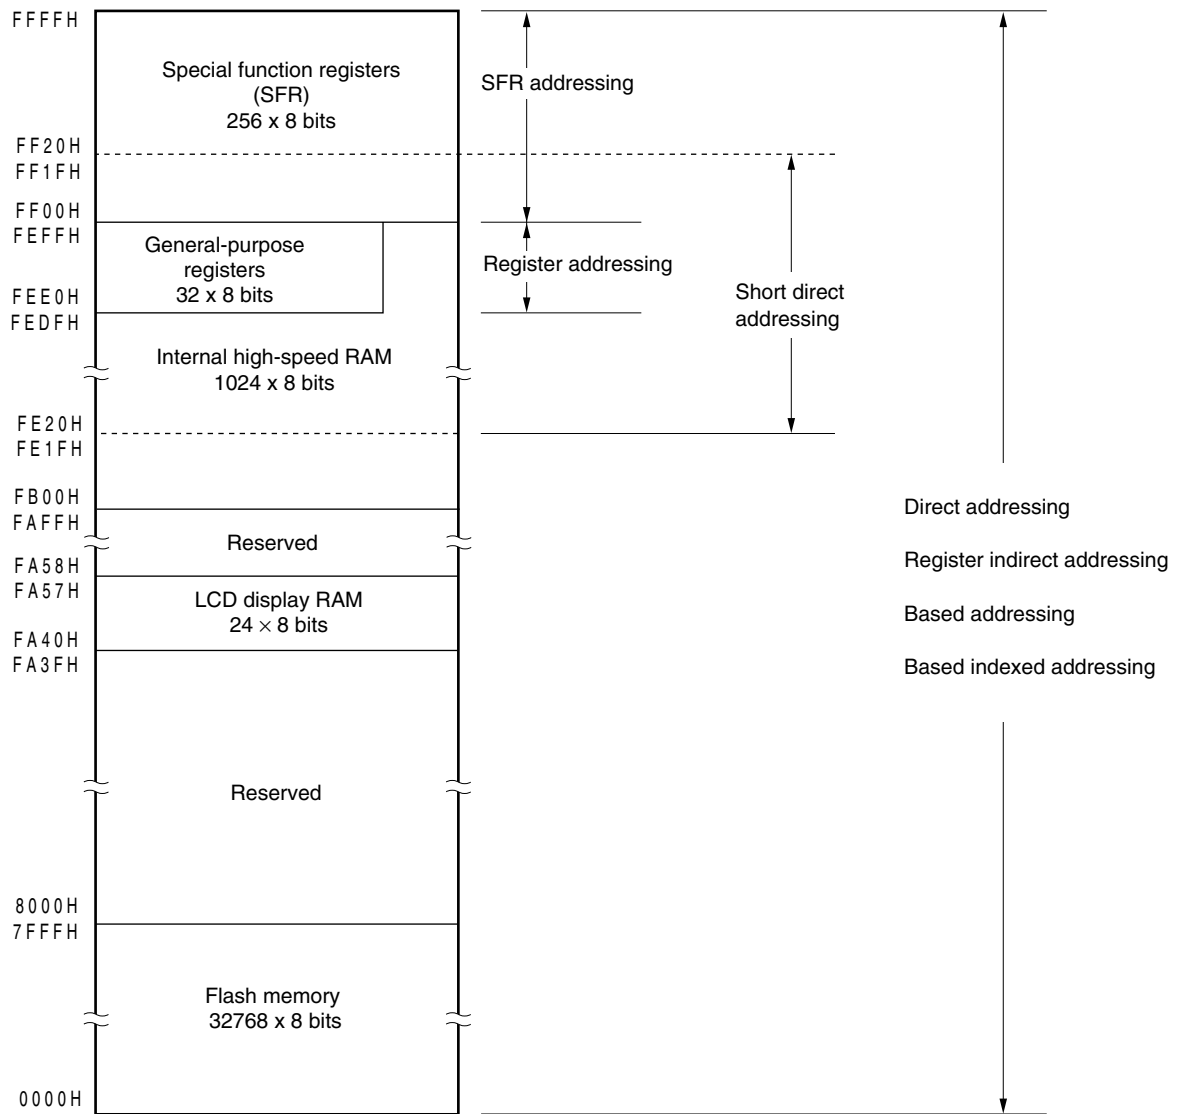 FFFFH
Special function registers
(SFR)
256 x 8 bits
SFR addressing
FF20H
FF1FH
FF00H
FEFFH
General-purpose
registers
32 x 8 bits
Register addressing
FEE0H
FEDFH
Short direct
addressing
Internal high-speed RAM
1024 x 8 bits
FE20H
FE1FH
FB00H
FAFFH
Direct addressing
Reserved
Register indirect addressing
FA58H
FA57H
LCD display RAM
24 × 8 bits
Based addressing
FA40H
FA3FH
Based indexed addressing
Reserved
8000H
7FFFH
Flash memory
32768 x 8 bits
0000H